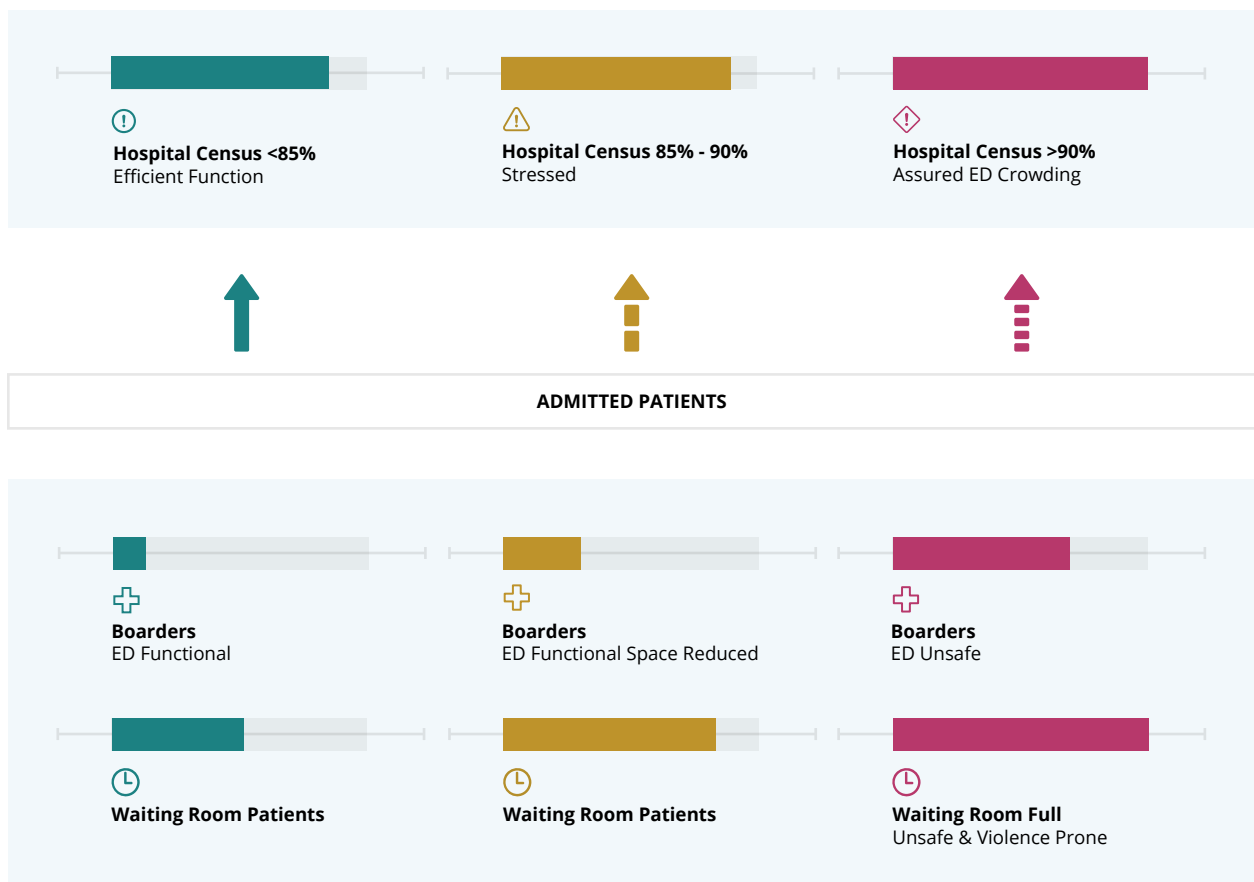 Hospital Census <85%
Efficient Function
Hospital Census 85% - 90%
Stressed
Hospital Census >90%
Assured ED Crowding
ADMITTED PATIENTS
Boarders
ED Functional
Boarders
ED Functional Space Reduced
Boarders
ED Unsafe
Waiting Room Patients
Waiting Room Patients
Waiting Room Full
Unsafe & Violence Prone